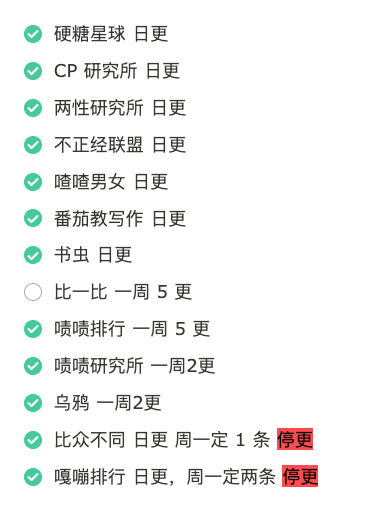 硬糖星球 日更
CP 研究所 日更
两性研究所 日更
不正经联盟 日更
喳喳男女 日更
番茄教写作 日更
书虫 日更
比一比 一周 5 更
啧啧排行 一周 5 更
啧啧研究所 一周2更
乌鸦 一周2更
比众不同 日更 周一定 1 条 停更
嘎嘣排行 日更，周一定两条 停更